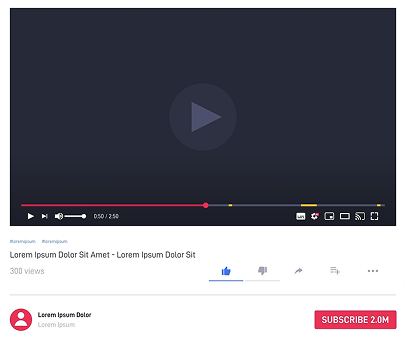 0:50 / 2:50
#loremipsum #loremipsum
Lorem Ipsum Dolor Sit Amet - Lorem Ipsum Dolor Sit
300 views
Lorem Ipsum Dolor
Lorem Ipsum
SUBSCRIBE 2.0M